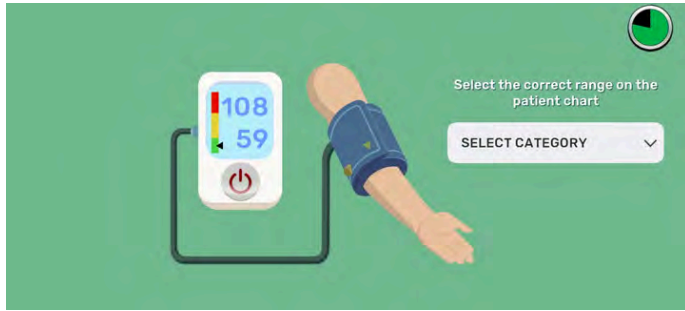 108
59
Select the correct range on the
patient chart
SELECT CATEGORY